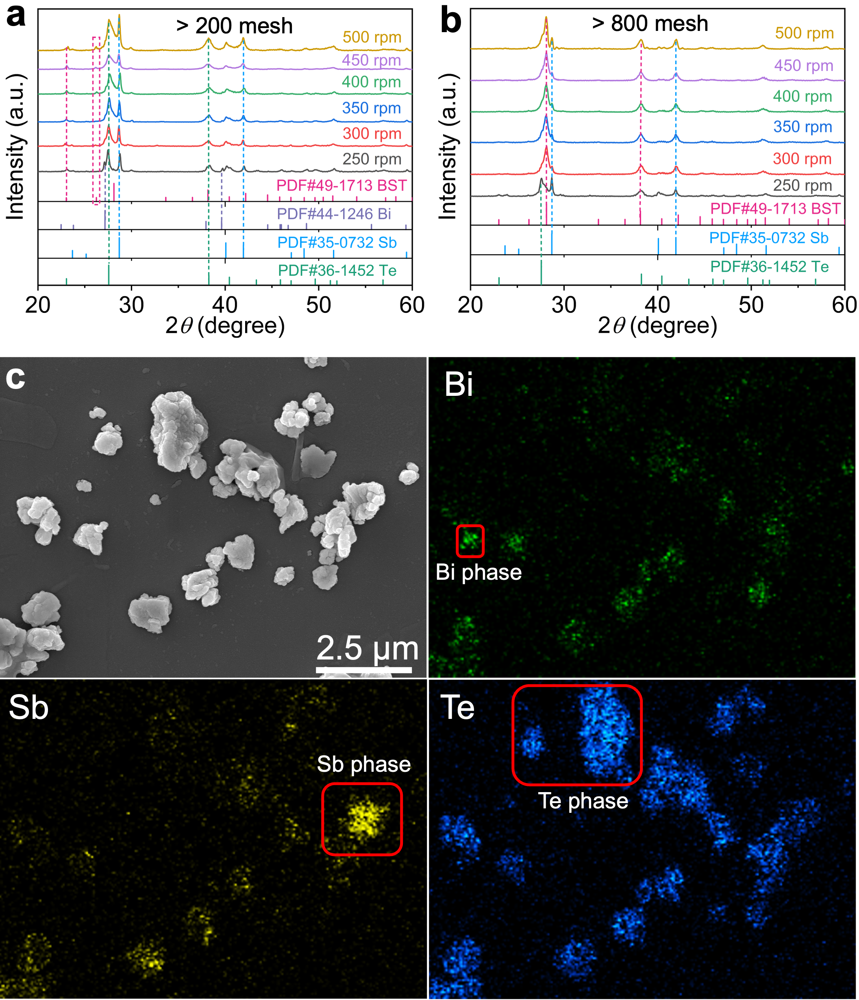 a
> 200 mesh
500 rpm
450 rpm
400 rpm
350 rpm
300 rpm
250 rpm
PDF#49-1713 BST
PDF#44-1246 Bi
PDF#35-0732 Sb
PDF#36-1452 Te
Intensity (a.u.)
20 30 40 50 60
2θ (degree)
b
> 800 mesh
500 rpm
450 rpm
400 rpm
350 rpm
300 rpm
250 rpm
PDF#49-1713 BST
PDF#35-0732 Sb
PDF#36-1452 Te
Intensity (a.u.)
20 30 40 50 60
2θ (degree)
c
2.5 μm
Bi
Bi phase
Sb
Sb phase
Te
Te phase